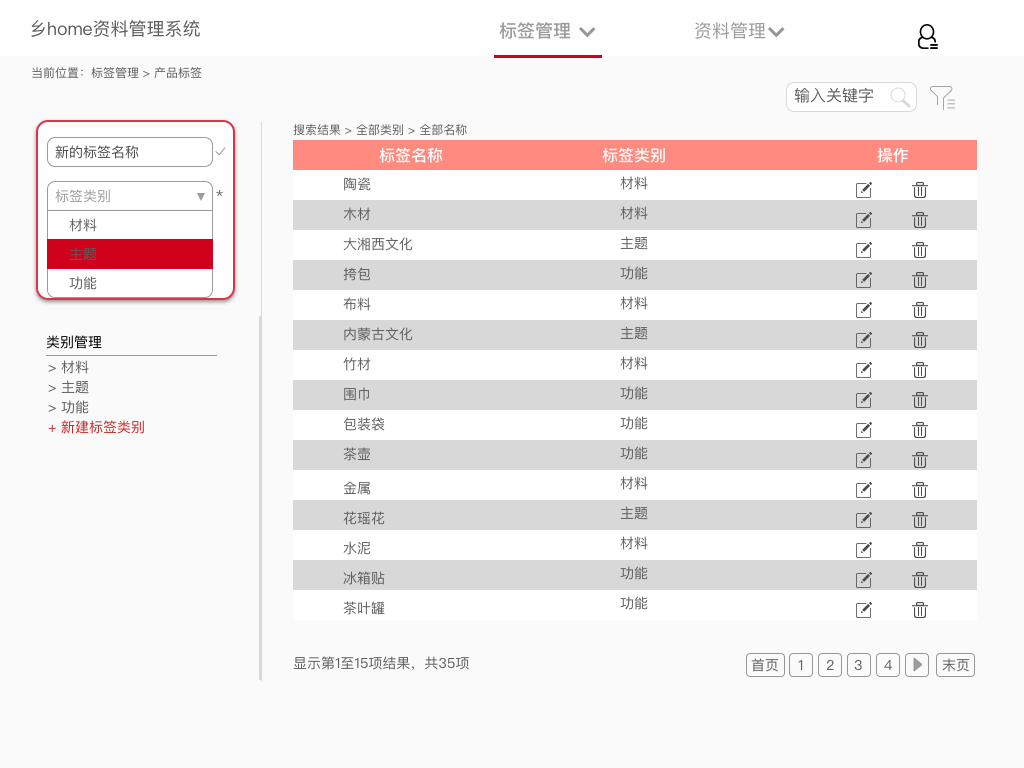 乡home资料管理系统
标签管理
资料管理
当前位置：标签管理 > 产品标签
输入关键字
新的标签名称
标签类别 ▼ *
材料
主题
功能
类别管理
> 材料
> 主题
> 功能
+ 新建标签类别
搜索结果 > 全部类别 > 全部名称
标签名称 标签类别 操作
陶瓷 材料
木材 材料
大湘西文化 主题
挎包 功能
布料 材料
内蒙古文化 主题
竹材 材料
围巾 功能
包装袋 功能
茶壶 功能
金属 材料
花瑶花 主题
水泥 材料
冰箱贴 功能
茶叶罐 功能
显示第1至15项结果，共35项
首页 1 2 3 4 末页